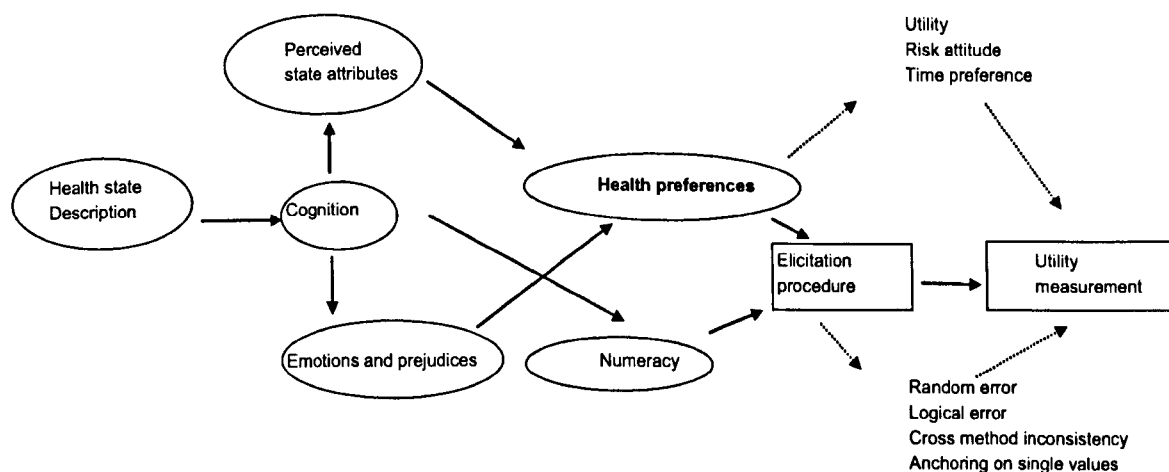 Perceived
state attributes
Utility
Risk attitude
Time preference
Health state
Description
Cognition
Health preferences
Elicitation
procedure
Utility
measurement
Emotions and prejudices
Numeracy
Random error
Logical error
Cross method inconsistency
Anchoring on single values